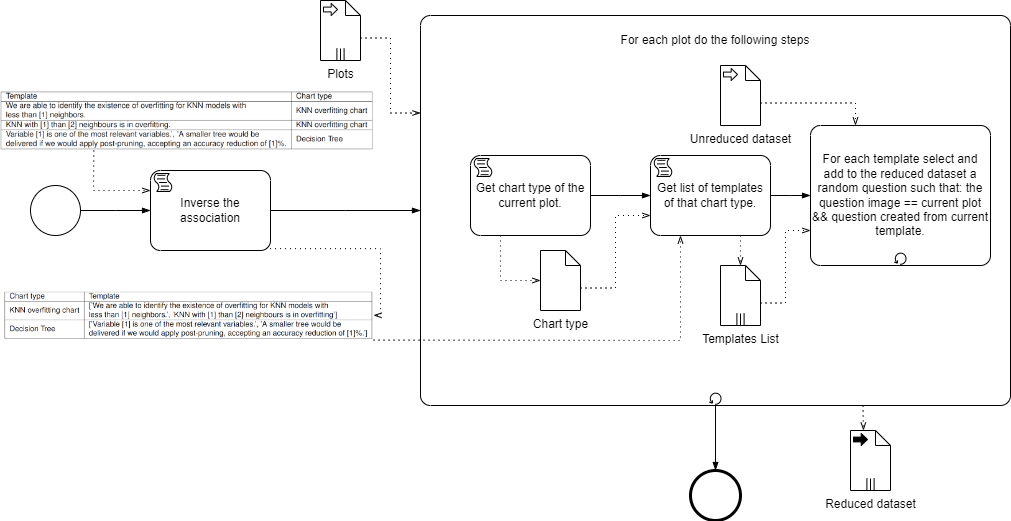 Plots
For each plot do the following steps
Template Chart type
We are able to identify the existence of overfitting for KNN models with
less than [1] neighbors.
KNN overfitting chart
KNN with [1] than [2] neighbours is in overfitting. KNN overfitting chart
Variable [1] is one of the most relevant variables.', 'A smaller tree would be
delivered if we would apply post-pruning, accepting an accuracy reduction of [1]%.
Decision Tree
Unreduced dataset
Inverse the
association
Get chart type of the
current plot.
Get list of templates
of that chart type.
For each template select and
add to the reduced dataset a
random question such that: the
question image == current plot
&& question created from current
template.
Chart type
Templates List
Chart type Template
KNN overfitting chart
['We are able to identify the existence of overfitting for KNN models with
less than [1] neighbors.', 'KNN with [1] than [2] neighbours is in overfitting']
Decision Tree
['Variable [1] is one of the most relevant variables.', 'A smaller tree would be
delivered if we would apply post-pruning, accepting an accuracy reduction of [1]%.']
Reduced dataset